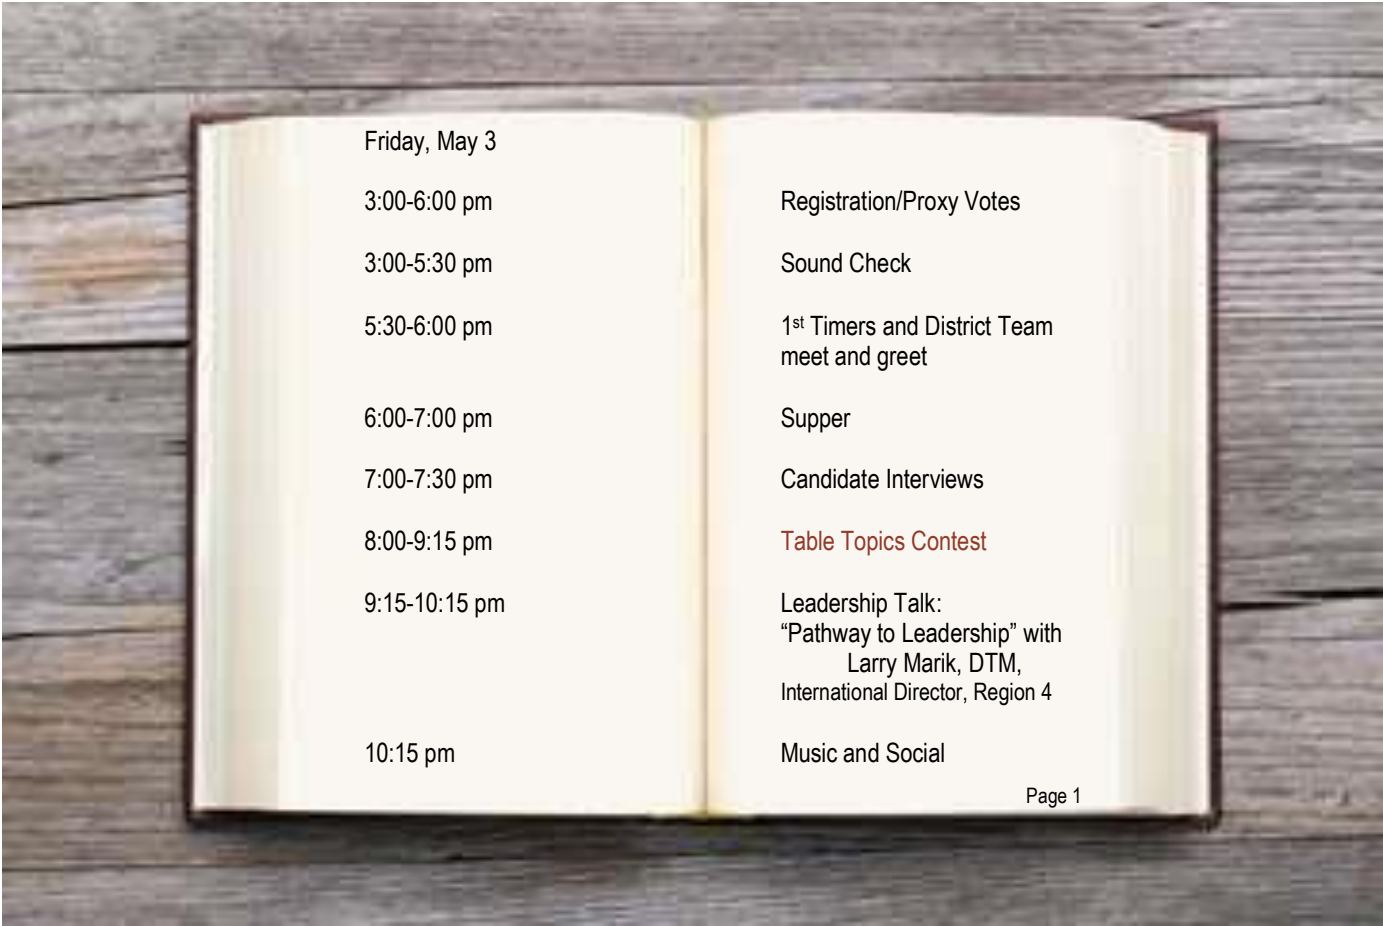 Friday, May 3
3:00-6:00 pm Registration/Proxy Votes
3:00-5:30 pm Sound Check
5:30-6:00 pm 1st Timers and District Team
meet and greet
6:00-7:00 pm Supper
7:00-7:30 pm Candidate Interviews
8:00-9:15 pm Table Topics Contest
9:15-10:15 pm Leadership Talk:
“Pathway to Leadership” with
Larry Marik, DTM,
International Director, Region 4
10:15 pm Music and Social
Page 1